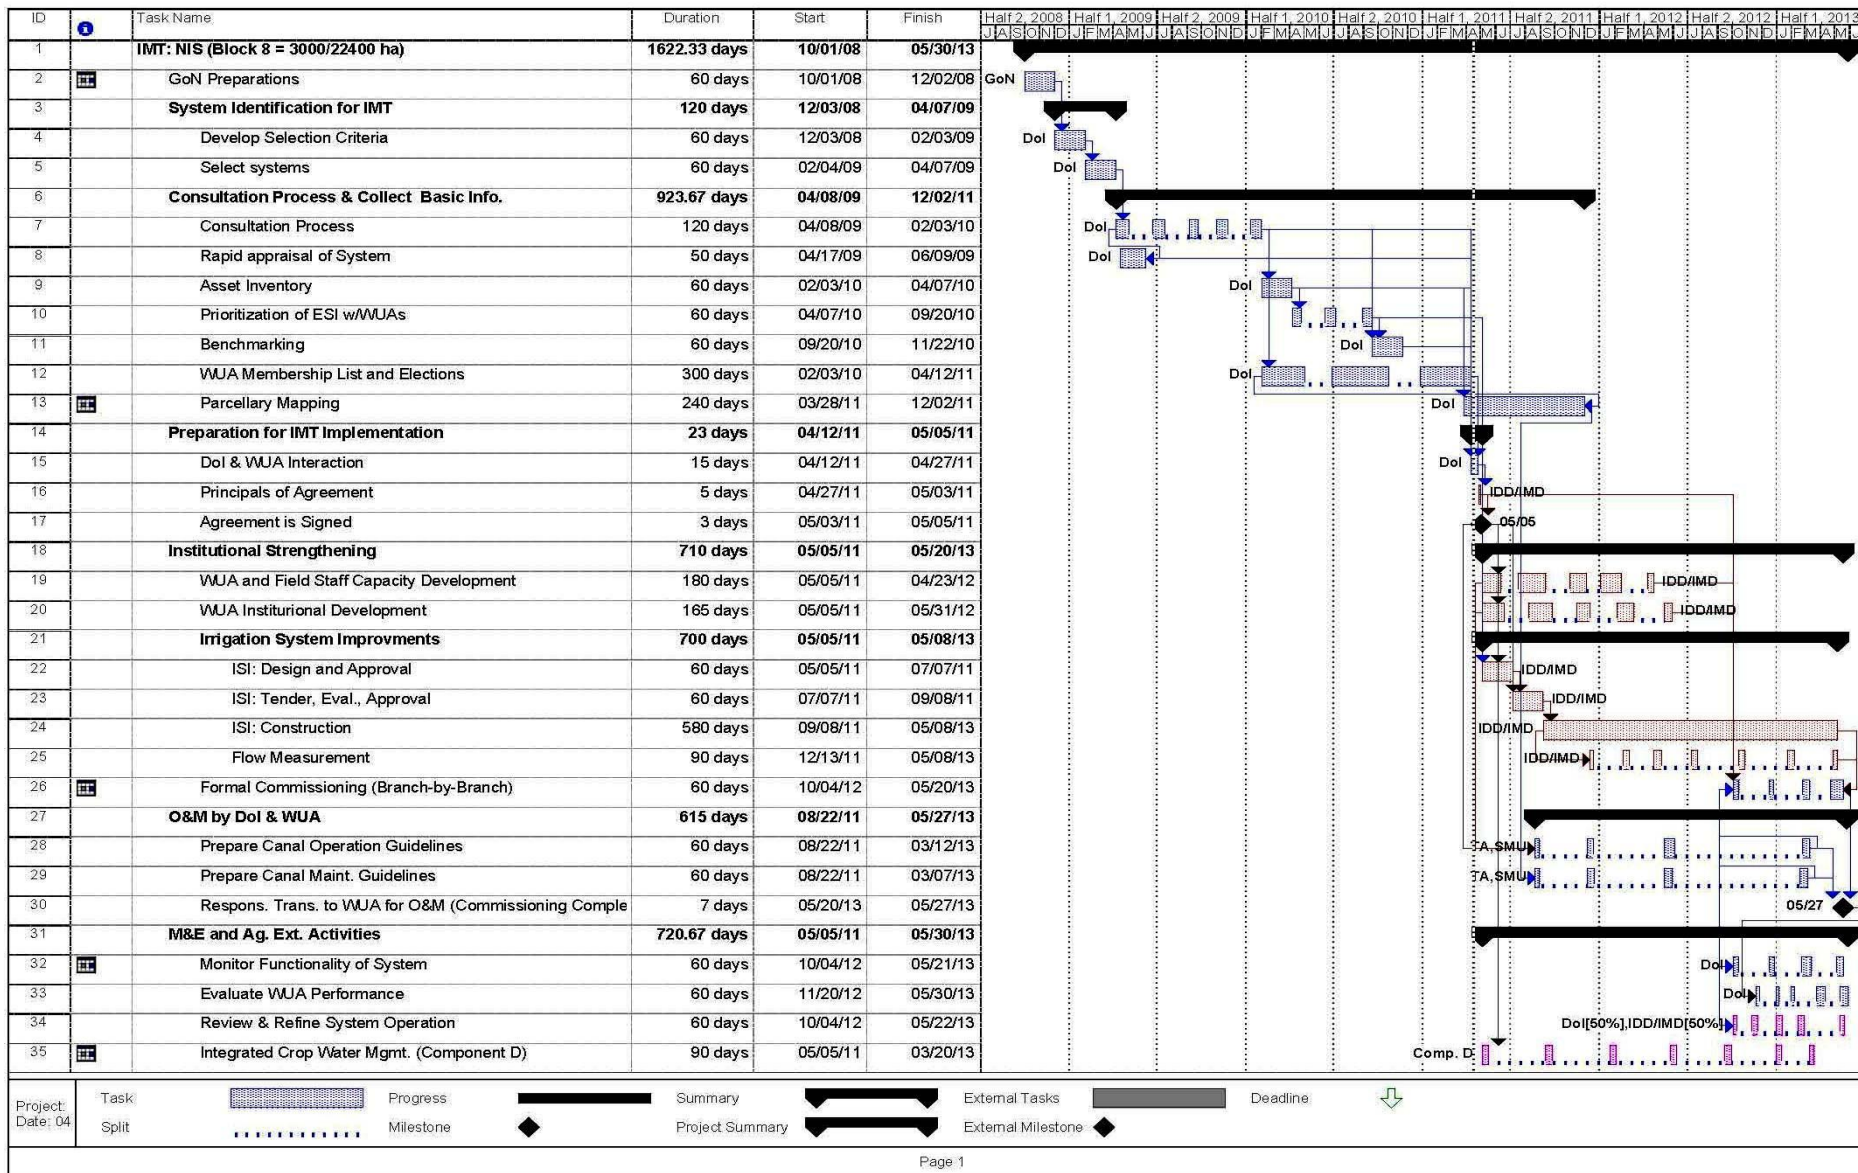 ID Task Name Duration Start Finish Half 2, 2008 Half 1, 2009 Half 2, 2009 Half 1, 2010 Half 2, 2010 Half 1, 2011 Half 2, 2011 Half 1, 2012 Half 2, 2012 Half 1, 2013
J A S O N D J F M A M J J A S O N D J F M A M J J A S O N D J F M A M J J A S O N D J F M A M J J A S O N D J F M A M J
1 IMT: NIS (Block 8 = 3000/22400 ha) 1622.33 days 10/01/08 05/30/13
2 GoN Preparations 60 days 10/01/08 12/02/08 GoN
3 System Identification for IMT 120 days 12/03/08 04/07/09
4 Develop Selection Criteria 60 days 12/03/08 02/03/09 DoI
5 Select systems 60 days 02/04/09 04/07/09 DoI
6 Consultation Process & Collect Basic Info. 923.67 days 04/08/09 12/02/11
7 Consultation Process 120 days 04/08/09 02/03/10 DoI
8 Rapid appraisal of System 50 days 04/17/09 06/09/09 DoI
9 Asset Inventory 60 days 02/03/10 04/07/10 DoI
10 Prioritization of ESI w/WUAs 60 days 04/07/10 09/20/10
11 Benchmarking 60 days 09/20/10 11/22/10 DoI
12 WUA Membership List and Elections 300 days 02/03/10 04/12/11 DoI
13 Parcellary Mapping 240 days 03/28/11 12/02/11 DoI
14 Preparation for IMT Implementation 23 days 04/12/11 05/05/11
15 DoI & WUA Interaction 15 days 04/12/11 04/27/11 DoI
16 Principals of Agreement 5 days 04/27/11 05/03/11 IDD/IMD
17 Agreement is Signed 3 days 05/03/11 05/05/11 05/05
18 Institutional Strengthening 710 days 05/05/11 05/20/13
19 WUA and Field Staff Capacity Development 180 days 05/05/11 04/23/12 IDD/IMD
20 WUA Institurional Development 165 days 05/05/11 05/31/12 IDD/IMD
21 Irrigation System Improvments 700 days 05/05/11 05/08/13
22 ISI: Design and Approval 60 days 05/05/11 07/07/11 IDD/IMD
23 ISI: Tender, Eval., Approval 60 days 07/07/11 09/08/11 IDD/IMD
24 ISI: Construction 580 days 09/08/11 05/08/13 IDD/IMD
25 Flow Measurement 90 days 12/13/11 05/08/13 IDD/IMD
26 Formal Commissioning (Branch-by-Branch) 60 days 10/04/12 05/20/13
27 O&M by DoI & WUA 615 days 08/22/11 05/27/13
28 Prepare Canal Operation Guidelines 60 days 08/22/11 03/12/13 TA,SMU
29 Prepare Canal Maint. Guidelines 60 days 08/22/11 03/07/13 TA,SMU
30 Respons. Trans. to WUA for O&M (Commissioning Comple 7 days 05/20/13 05/27/13 05/27
31 M&E and Ag. Ext. Activities 720.67 days 05/05/11 05/30/13
32 Monitor Functionality of System 60 days 10/04/12 05/21/13 DoI
33 Evaluate WUA Performance 60 days 11/20/12 05/30/13 DoI
34 Review & Refine System Operation 60 days 10/04/12 05/22/13 DoI[50%],IDD/IMD[50%]
35 Integrated Crop Water Mgmt. (Component D) 90 days 05/05/11 03/20/13 Comp. D
Project:
Date: 04
Task Progress Summary External Tasks Deadline
Split Milestone Project Summary External Milestone
Page 1